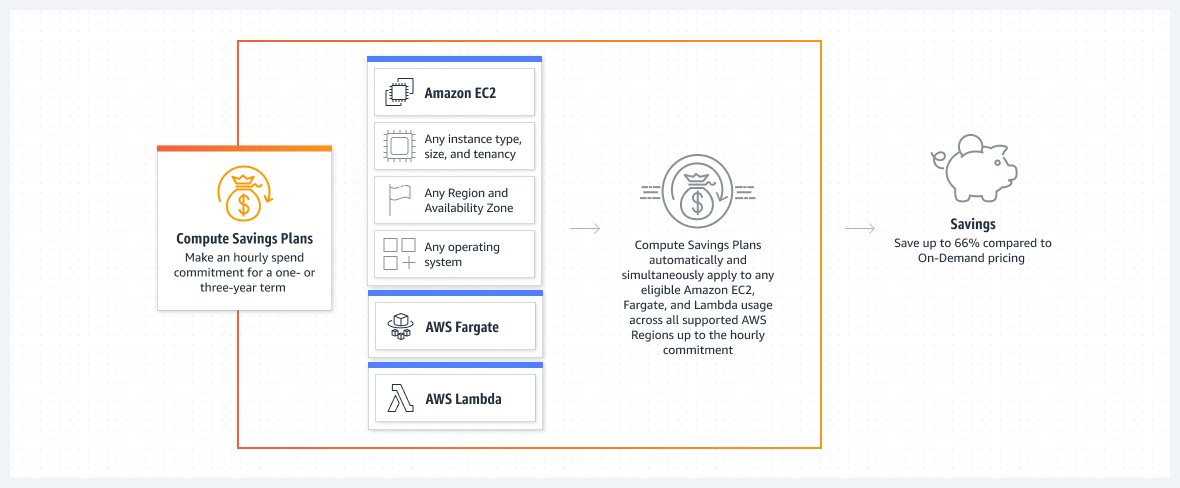 Compute Savings Plans
Make an hourly spend
commitment for a one- or
three-year term
Amazon EC2
Any instance type,
size, and tenancy
Any Region and
Availability Zone
Any operating
system
AWS Fargate
AWS Lambda
$
Compute Savings Plans
automatically and
simultaneously apply to any
eligible Amazon EC2,
Fargate, and Lambda usage
across all supported AWS
Regions up to the hourly
commitment
Savings
Save up to 66% compared to
On-Demand pricing